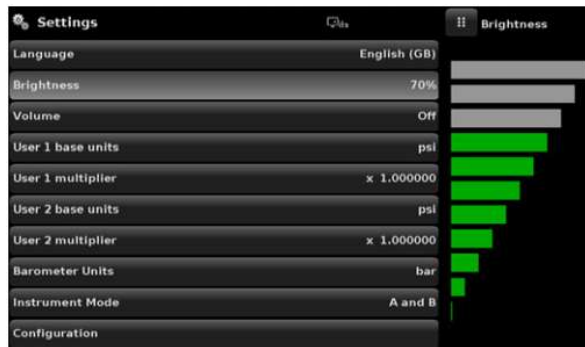 Settings
Brightness
Language English (GB)
Brightness 70%
Volume Off
User 1 base units psi
User 1 multiplier x 1.000000
User 2 base units psi
User 2 multiplier x 1.000000
Barometer Units bar
Instrument Mode A and B
Configuration